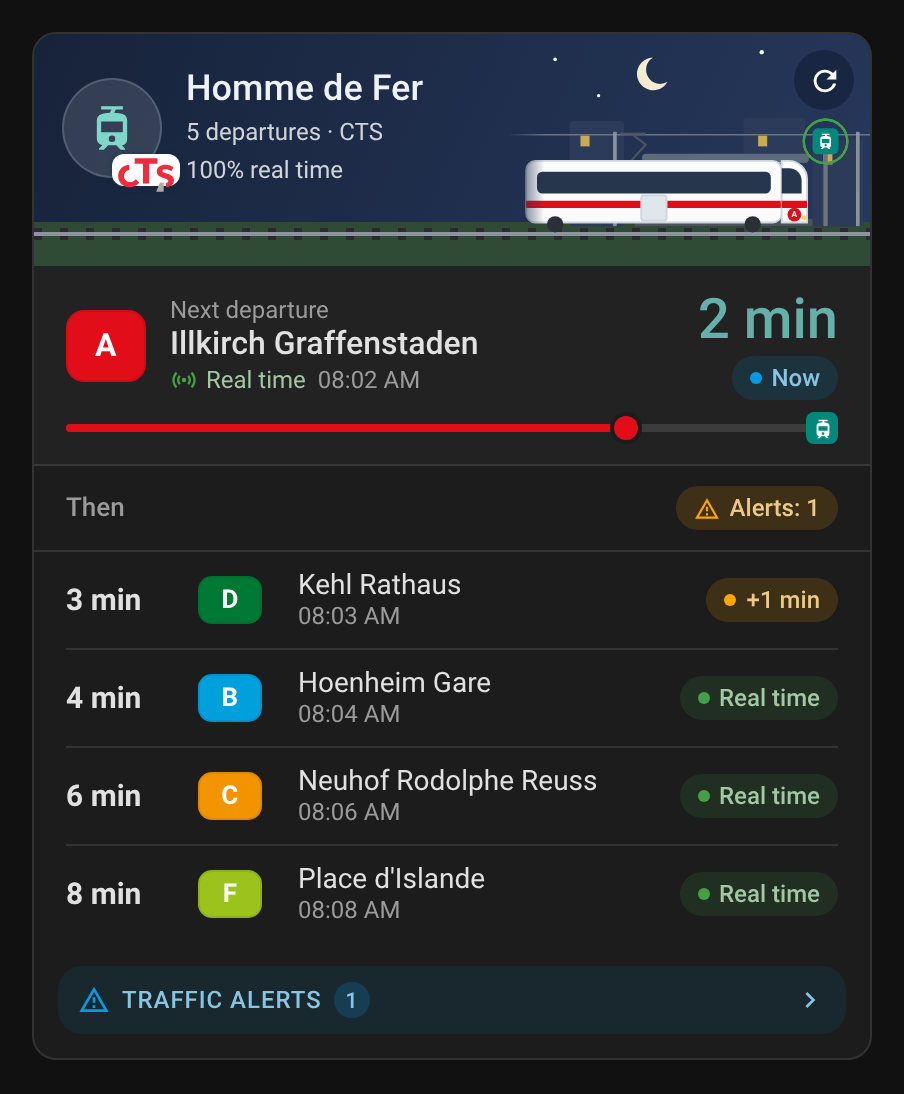 Homme de Fer
5 departures · CTS
100% real time
CTS
A
A
Next departure
Illkirch Graffenstaden
Real time 08:02 AM
2 min
Now
Then
Alerts: 1
3 min
D
Kehl Rathaus
08:03 AM
+1 min
4 min
B
Hoenheim Gare
08:04 AM
Real time
6 min
C
Neuhof Rodolphe Reuss
08:06 AM
Real time
8 min
F
Place d'Islande
08:08 AM
Real time
TRAFFIC ALERTS 1